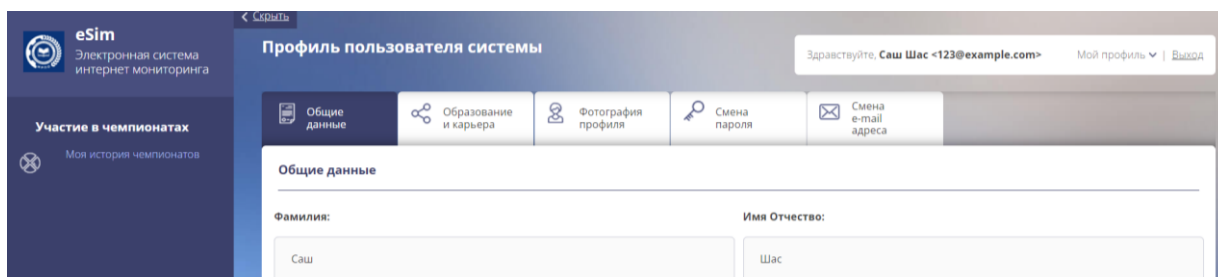 eSim
Электронная система
интернет мониторинга
Участие в чемпионатах
Моя история чемпионатов
< Скрыть
Профиль пользователя системы
Здравствуйте, Саш Шас <123@example.com>
Мой профиль | Выход
Общие
данные
Образование
и карьера
Фотография
профиля
Смена
пароля
Смена
e-mail
адреса
Общие данные
Фамилия:
Имя Отчество:
Саш
Шас